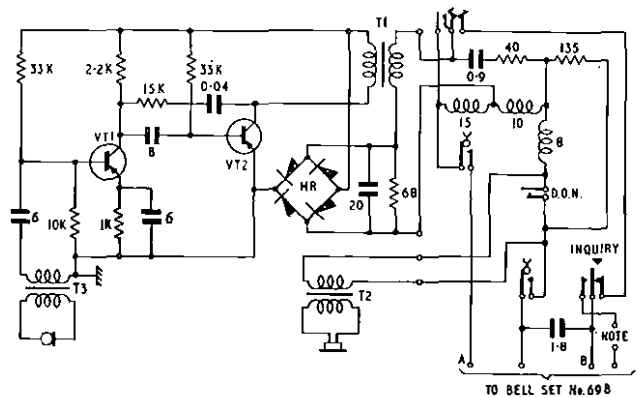 T1
33K
2·2K
33K
40
135
15K
0·04
0·9
VT1
8
VT2
15
10
8
HR
20
68
D.O.N.
6
10K
1K
6
INQUIRY
T3
T2
NOTE
1·8
A
B
TO BELL SET No.698